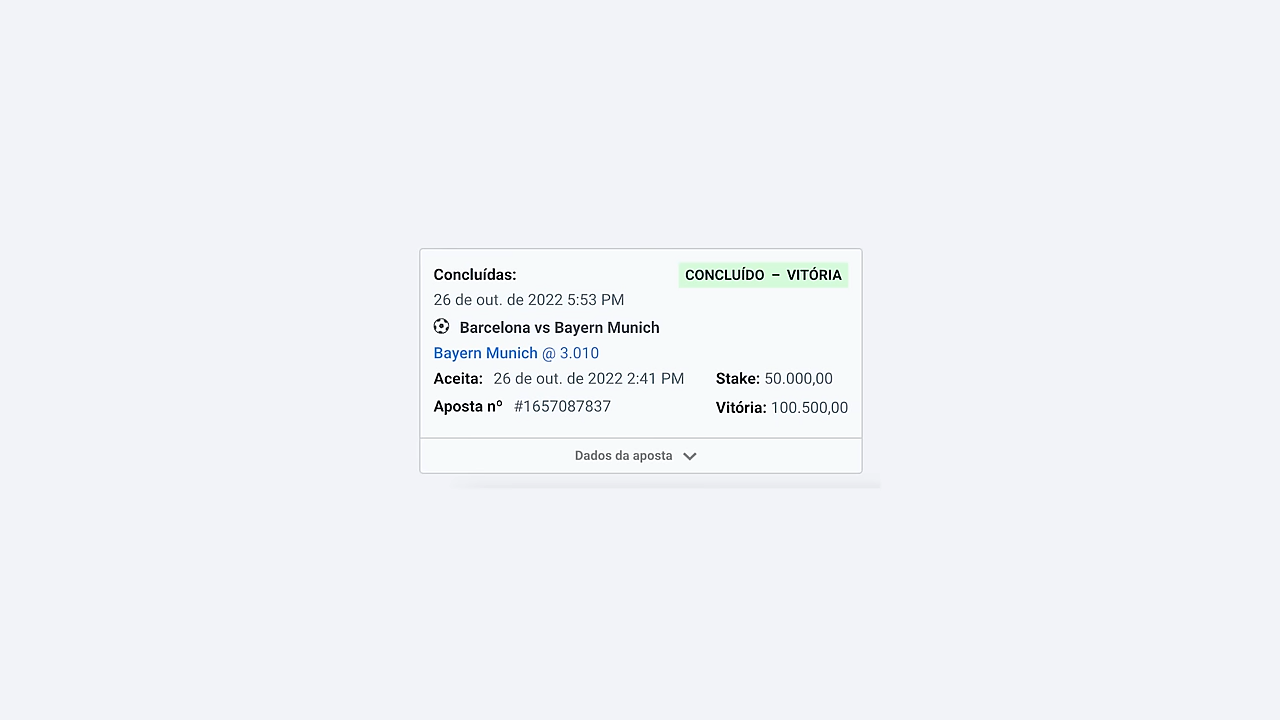 Concluídas:
CONCLUÍDO – VITÓRIA
26 de out. de 2022 5:53 PM
Barcelona vs Bayern Munich
Bayern Munich @ 3.010
Aceita: 26 de out. de 2022 2:41 PM
Stake: 50.000,00
Aposta nº #1657087837
Vitória: 100.500,00
Dados da aposta